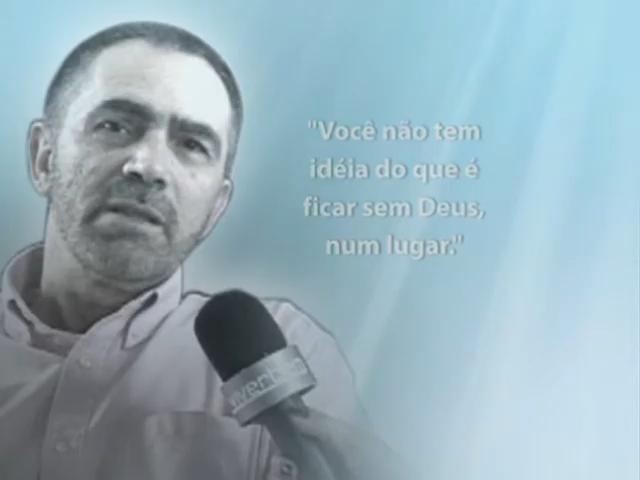 "Você não tem
idéia do que é
ficar sem Deus,
num lugar."